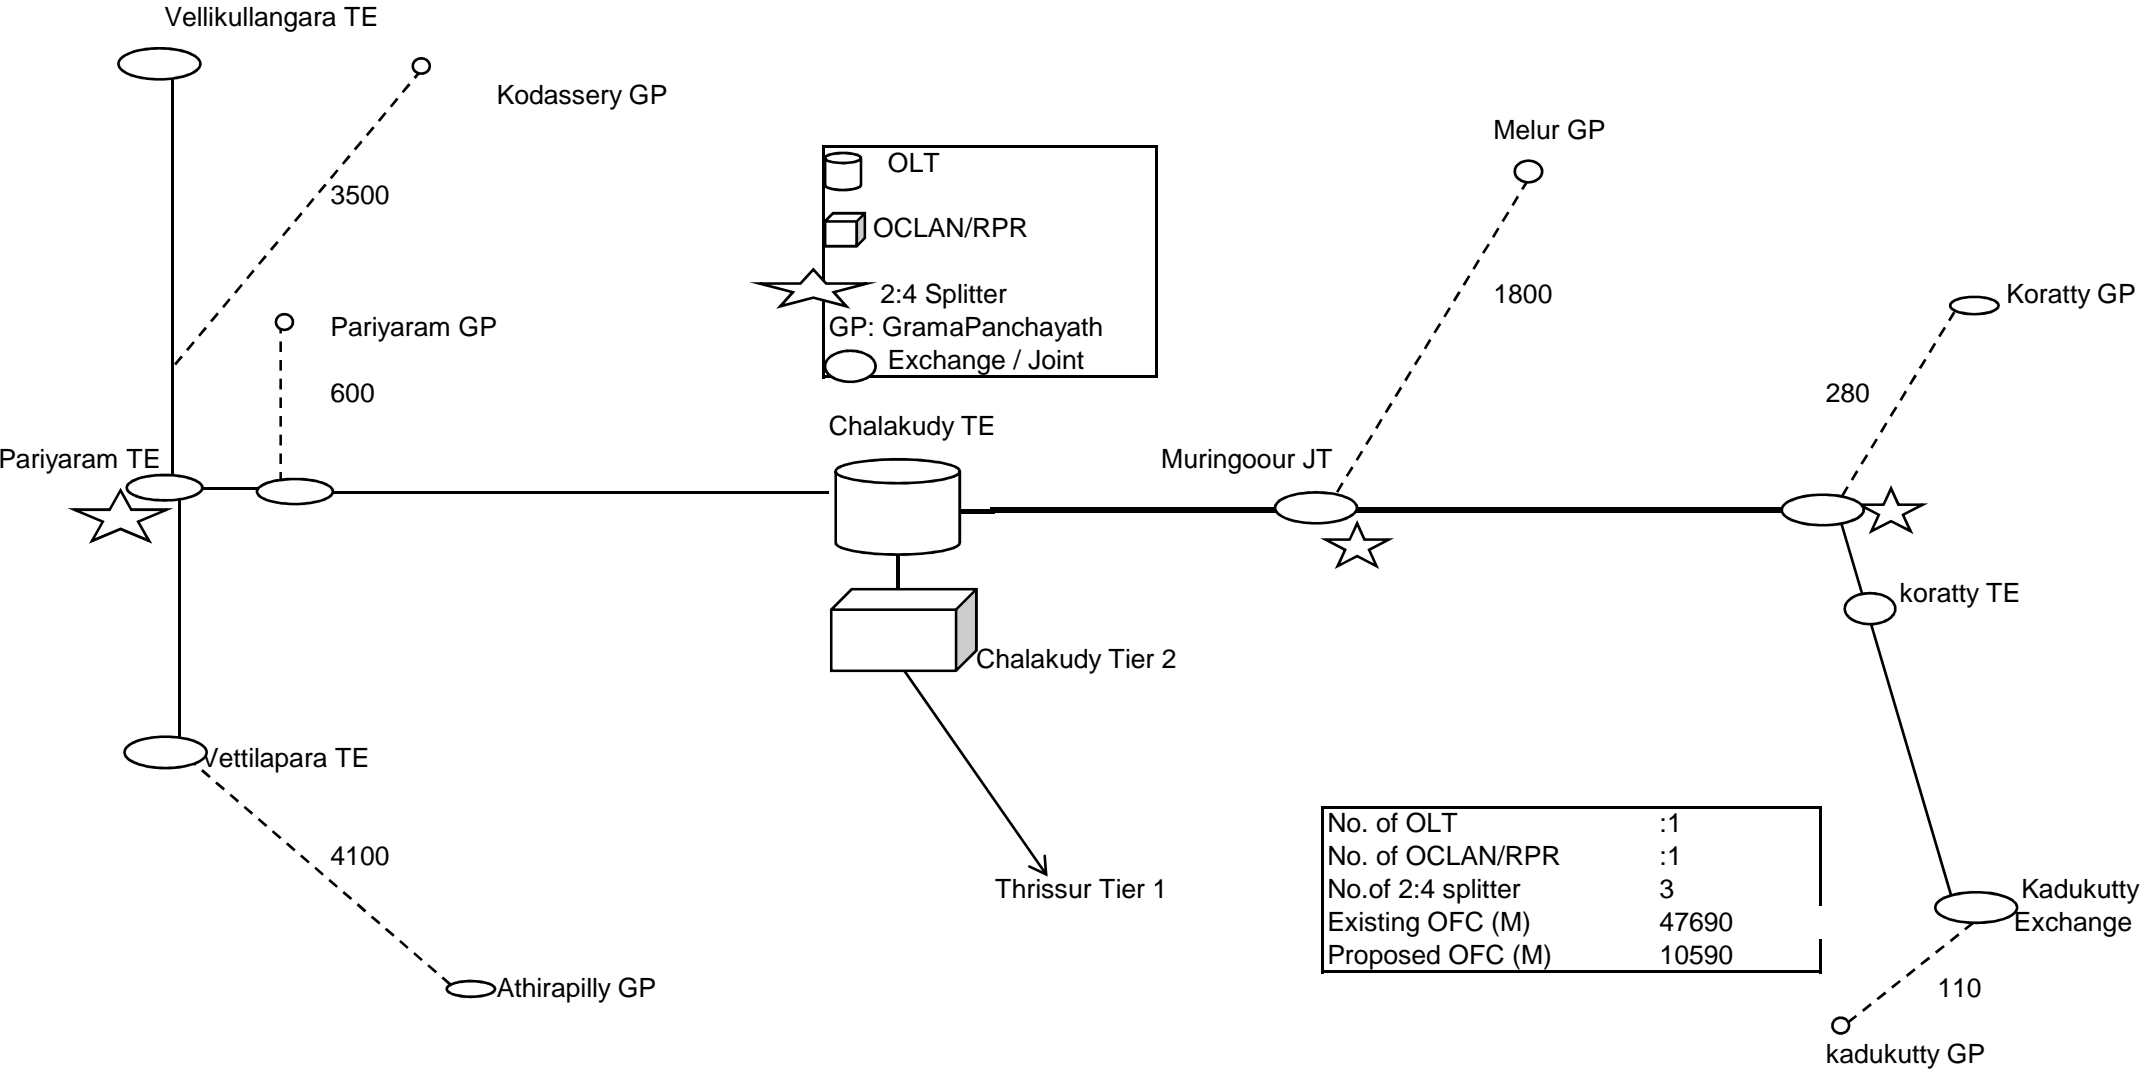 Vellikullangara TE
Kodassery GP
Melur GP
OLT
3500
OCLAN/RPR
2:4 Splitter
1800
Koratty GP
Pariyaram GP
GP: GramaPanchayath
Exchange / Joint
600
280
Chalakudy TE
Pariyaram TE
Muringoour JT
koratty TE
Chalakudy Tier 2
Vettilapara TE
4100
Thrissur Tier 1
No. of OLT :1
No. of OCLAN/RPR :1
No.of 2:4 splitter 3
Existing OFC (M) 47690
Proposed OFC (M) 10590
Kadukutty
Exchange
Athirapilly GP
110
kadukutty GP